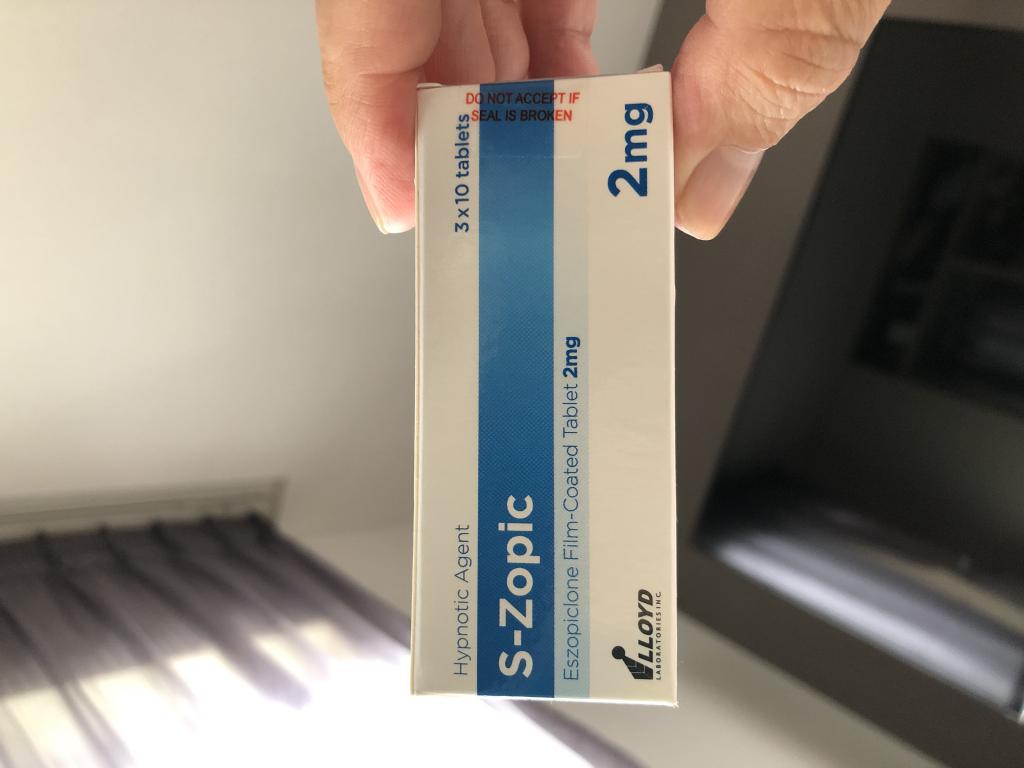 Hypnotic Agent
3 x 10 tablets
DO NOT ACCEPT IF
SEAL IS BROKEN
S-Zopic
Eszopiclone Film-Coated Tablet 2mg
LLOYD
LABORATORIES INC.
2mg